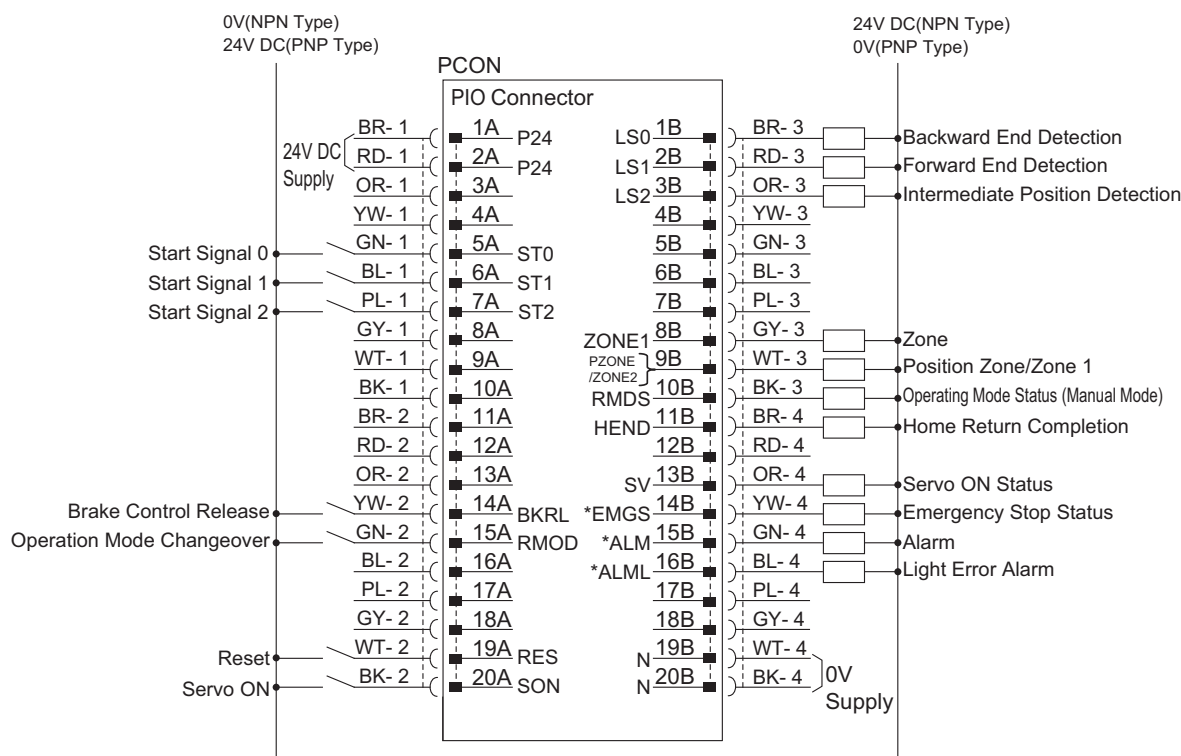 0V(NPN Type)
24V DC(PNP Type)
24V DC(NPN Type)
0V(PNP Type)
PCON
PIO Connector
BR- 1 1A P24 LS0 1B BR- 3 Backward End Detection
24V DC Supply
RD- 1 2A P24 LS1 2B RD- 3 Forward End Detection
OR- 1 3A LS2 3B OR- 3 Intermediate Position Detection
YW- 1 4A 4B YW- 3
Start Signal 0 GN- 1 5A ST0 5B GN- 3
Start Signal 1 BL- 1 6A ST1 6B BL- 3
Start Signal 2 PL- 1 7A ST2 7B PL- 3
GY- 1 8A ZONE1 8B GY- 3 Zone
WT- 1 9A PZONE /ZONE2 9B WT- 3 Position Zone/Zone 1
BK- 1 10A RMDS 10B BK- 3 Operating Mode Status (Manual Mode)
BR- 2 11A HEND 11B BR- 4 Home Return Completion
RD- 2 12A 12B RD- 4
OR- 2 13A SV 13B OR- 4 Servo ON Status
Brake Control Release YW- 2 14A BKRL *EMGS 14B YW- 4 Emergency Stop Status
Operation Mode Changeover GN- 2 15A RMOD *ALM 15B GN- 4 Alarm
BL- 2 16A *ALML 16B BL- 4 Light Error Alarm
PL- 2 17A 17B PL- 4
GY- 2 18A 18B GY- 4
Reset WT- 2 19A RES N 19B WT- 4
Servo ON BK- 2 20A SON N 20B BK- 4
0V
Supply